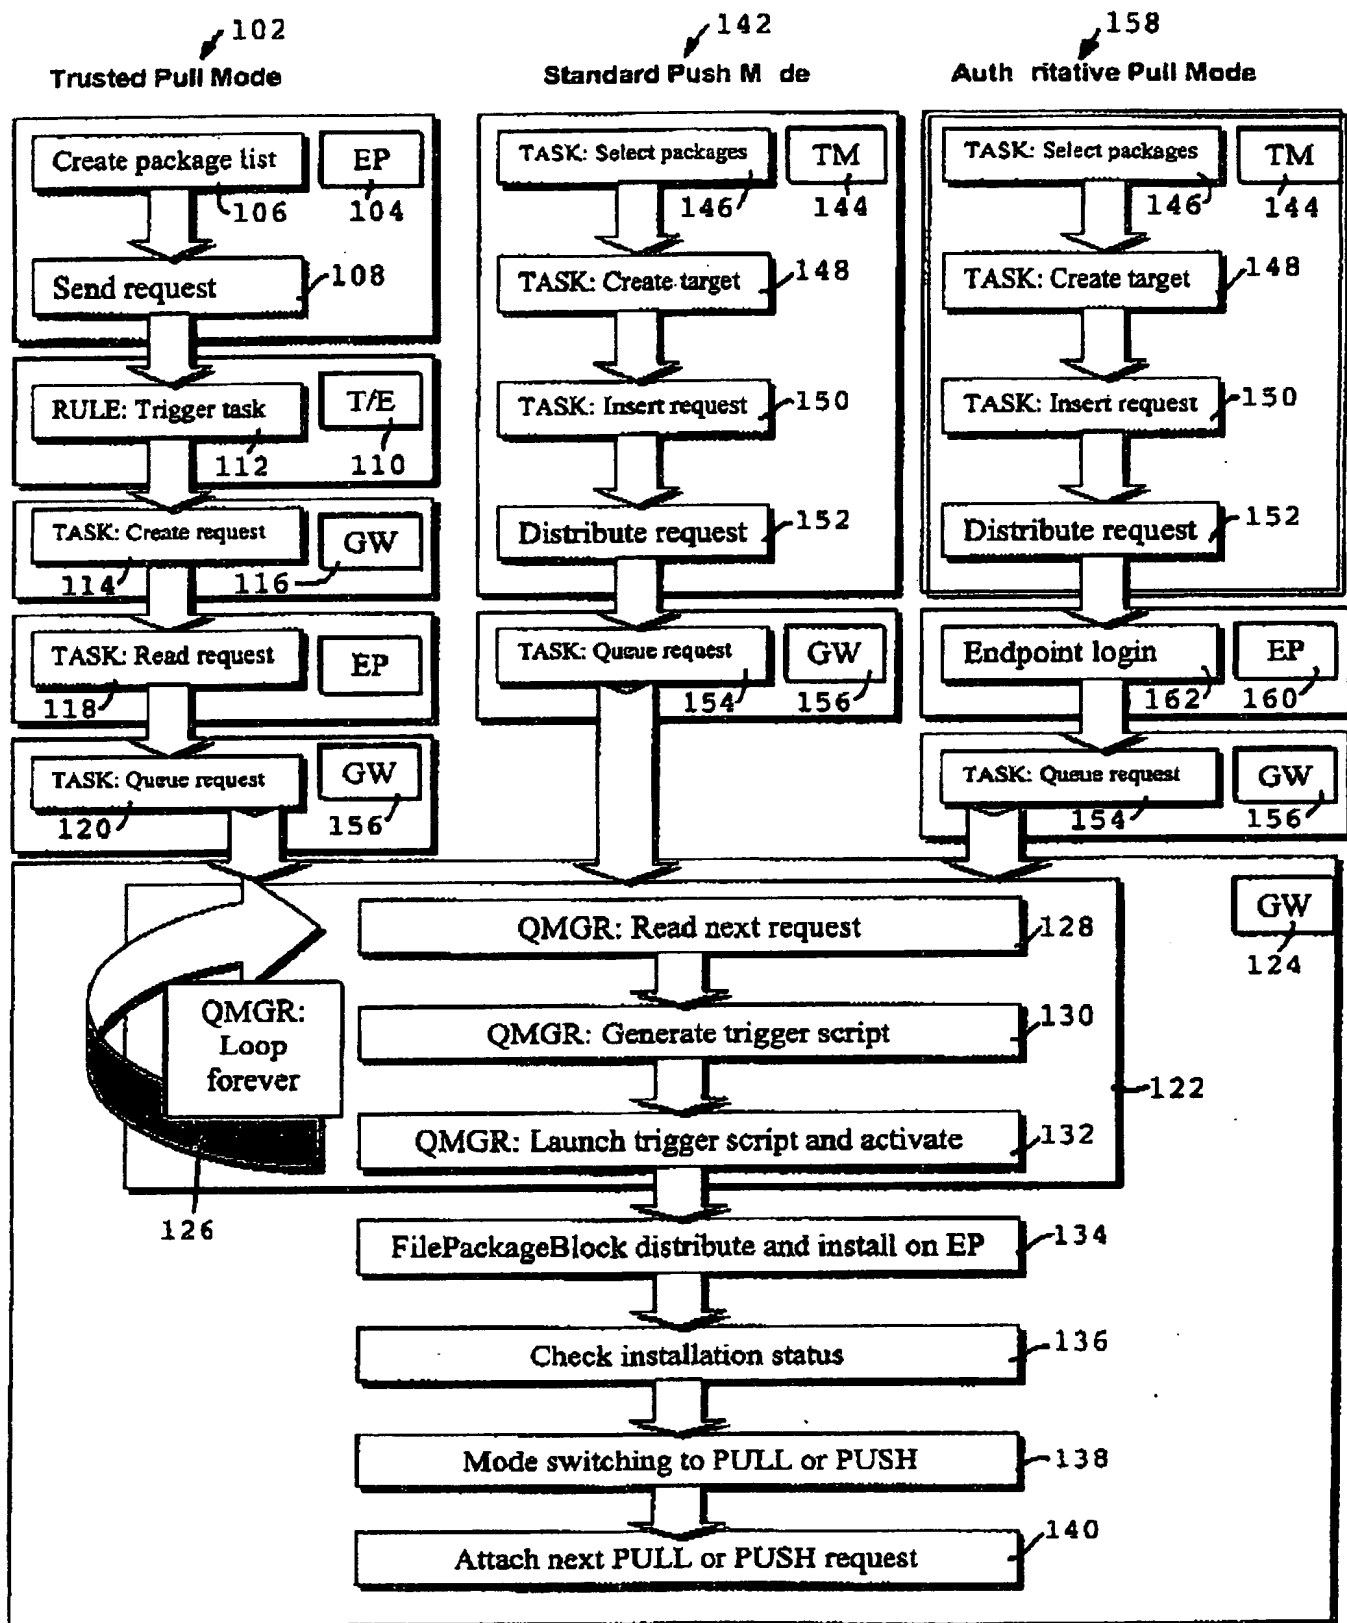 102
Trusted Pull Mode
Create package list
EP
106
104
Send request
108
RULE: Trigger task
T/E
112
110
TASK: Create request
GW
114
116
TASK: Read request
EP
118
TASK: Queue request
GW
120
156
142
Standard Push M de
TASK: Select packages
TM
146
144
TASK: Create target
148
TASK: Insert request
150
Distribute request
152
TASK: Queue request
GW
154
156
158
Auth ritative Pull Mode
TASK: Select packages
TM
146
144
TASK: Create target
148
TASK: Insert request
150
Distribute request
152
Endpoint login
EP
162
160
TASK: Queue request
GW
154
156
GW
124
QMGR: Read next request
128
QMGR:
Loop
forever
126
QMGR: Generate trigger script
130
122
QMGR: Launch trigger script and activate
132
FilePackageBlock distribute and install on EP
134
Check installation status
136
Mode switching to PULL or PUSH
138
Attach next PULL or PUSH request
140